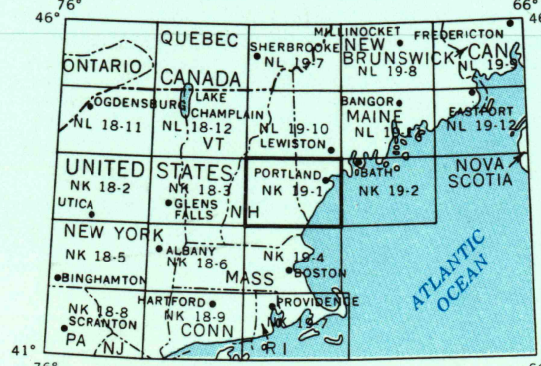 76°
66°
46°
46°
QUEBEC
MILLINOCKET
FREDERICTON
SHERBROOKE
NEW
CAN
NL 19-7
BRUNSWICK
NL 19-8
NL 19-9
ONTARIO
CANADA
OGDENSBURG
LAKE
CHAMPLAIN
BANGOR
EASTPORT
MAINE
NL 18-11
NL 18-12
NL 19-10
NL 19-12
VT
LEWISTON
UNITED
STATES
PORTLAND
BATH
NOVA
SCOTIA
NK 18-2
NK 18-3
NK 19-1
NK 19-2
UTICA
GLENS
FALLS
NH
NEW YORK
ALBANY
NK 19-4
NK 18-5
NK 18-6
MASS
BOSTON
ATLANTIC
OCEAN
BINGHAMTON
NK 18-8
HARTFORD
PROVIDENCE
SCRANTON
NK 18-9
NK 19-7
PA
NJ
CONN
RI
41°